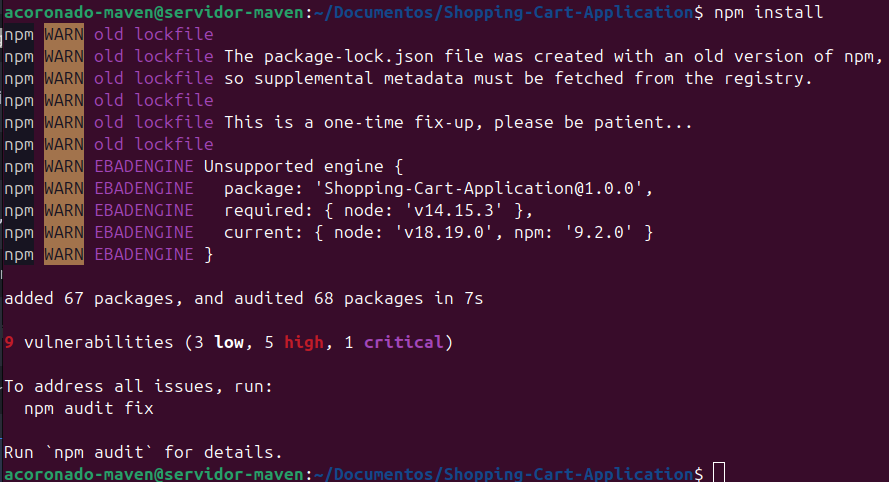 acoronado-maven@servidor-maven:~/Documentos/Shopping-Cart-Application$ npm install
npm WARN old lockfile
npm WARN old lockfile The package-lock.json file was created with an old version of npm,
npm WARN old lockfile so supplemental metadata must be fetched from the registry.
npm WARN old lockfile
npm WARN old lockfile This is a one-time fix-up, please be patient...
npm WARN old lockfile
npm WARN EBADENGINE Unsupported engine {
npm WARN EBADENGINE   package: 'Shopping-Cart-Application@1.0.0',
npm WARN EBADENGINE   required: { node: 'v14.15.3' },
npm WARN EBADENGINE   current: { node: 'v18.19.0', npm: '9.2.0' }
npm WARN EBADENGINE }
added 67 packages, and audited 68 packages in 7s
9 vulnerabilities (3 low, 5 high, 1 critical)
To address all issues, run:
  npm audit fix
Run `npm audit` for details.
acoronado-maven@servidor-maven:~/Documentos/Shopping-Cart-Application$